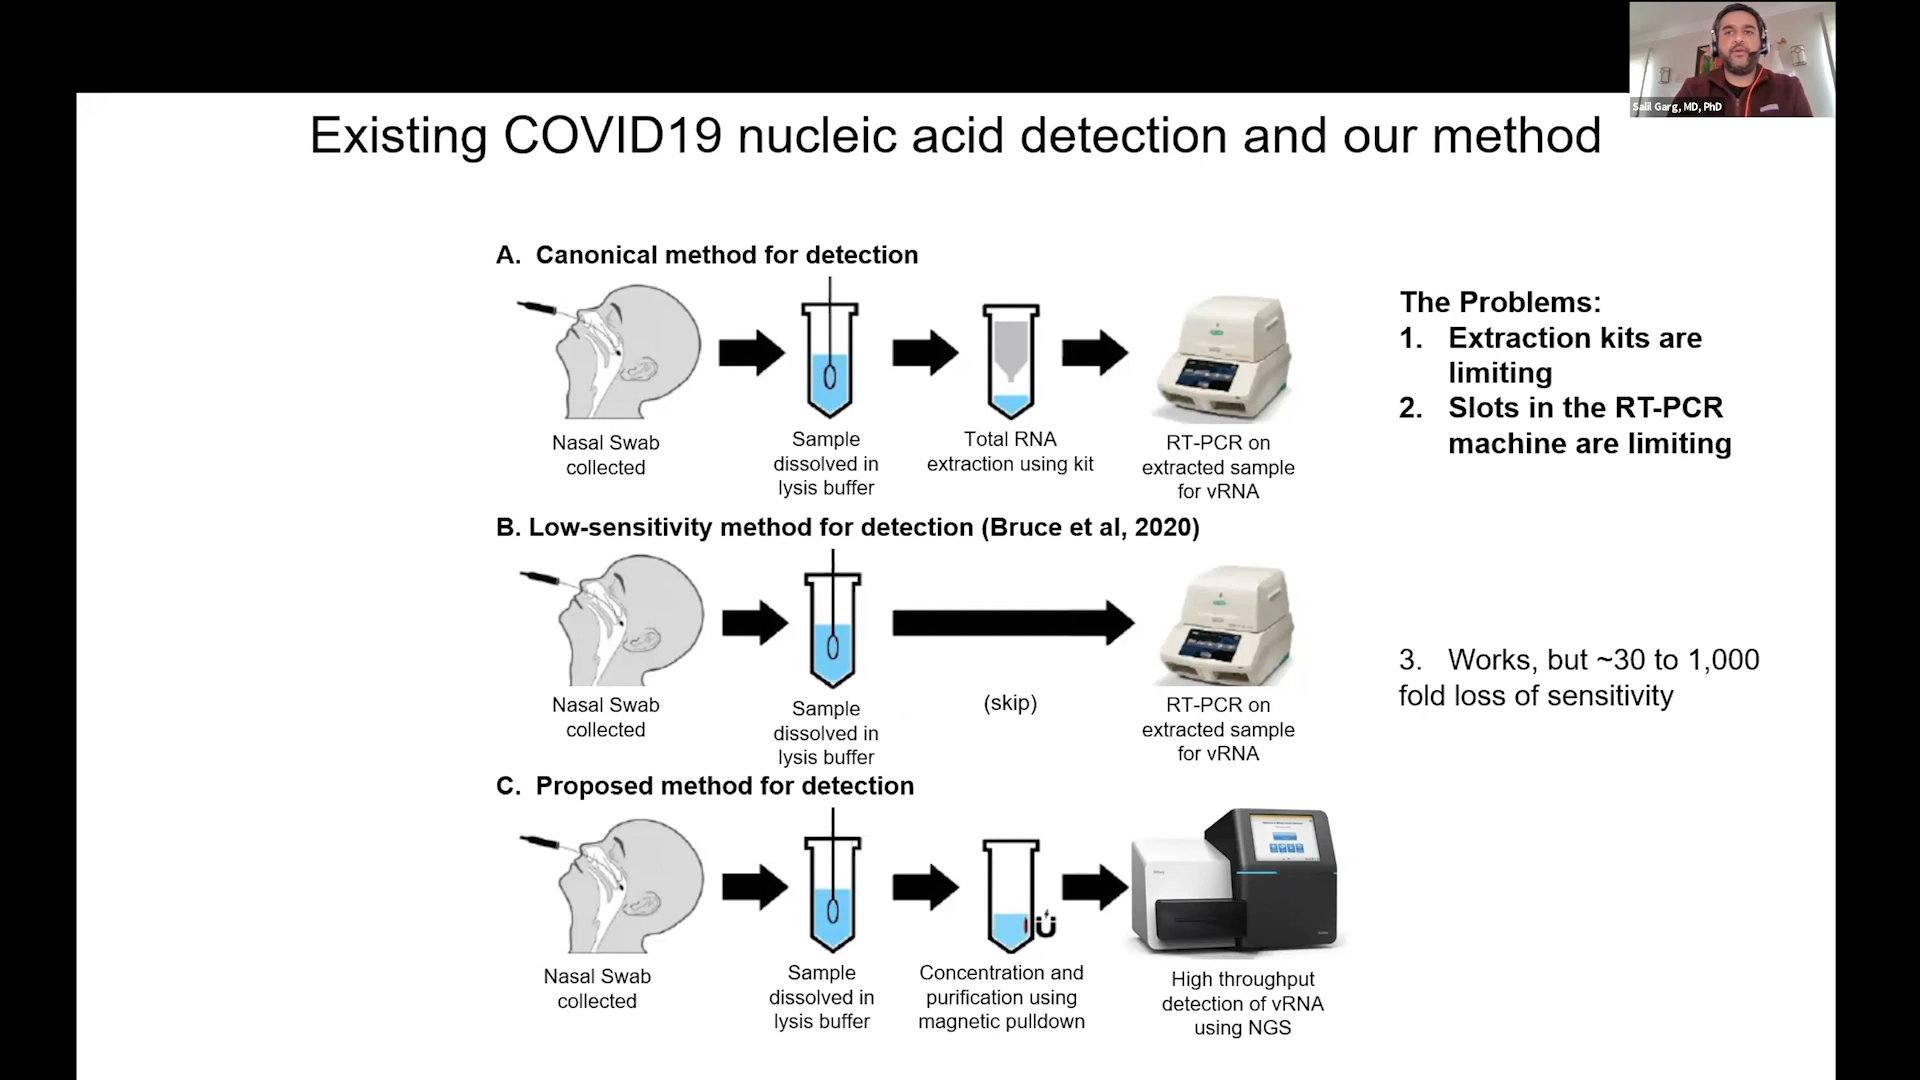 Salil Garg, MD, PhD
Existing COVID19 nucleic acid detection and our method
A. Canonical method for detection
Nasal Swab
collected
Sample
dissolved in
lysis buffer
Total RNA
extraction using kit
RT-PCR on
extracted sample
for vRNA
The Problems:
1. Extraction kits are
limiting
2. Slots in the RT-PCR
machine are limiting
B. Low-sensitivity method for detection (Bruce et al, 2020)
Nasal Swab
collected
Sample
dissolved in
lysis buffer
(skip)
RT-PCR on
extracted sample
for vRNA
3. Works, but ~30 to 1,000
fold loss of sensitivity
C. Proposed method for detection
Nasal Swab
collected
Sample
dissolved in
lysis buffer
Concentration and
purification using
magnetic pulldown
High throughput
detection of vRNA
using NGS